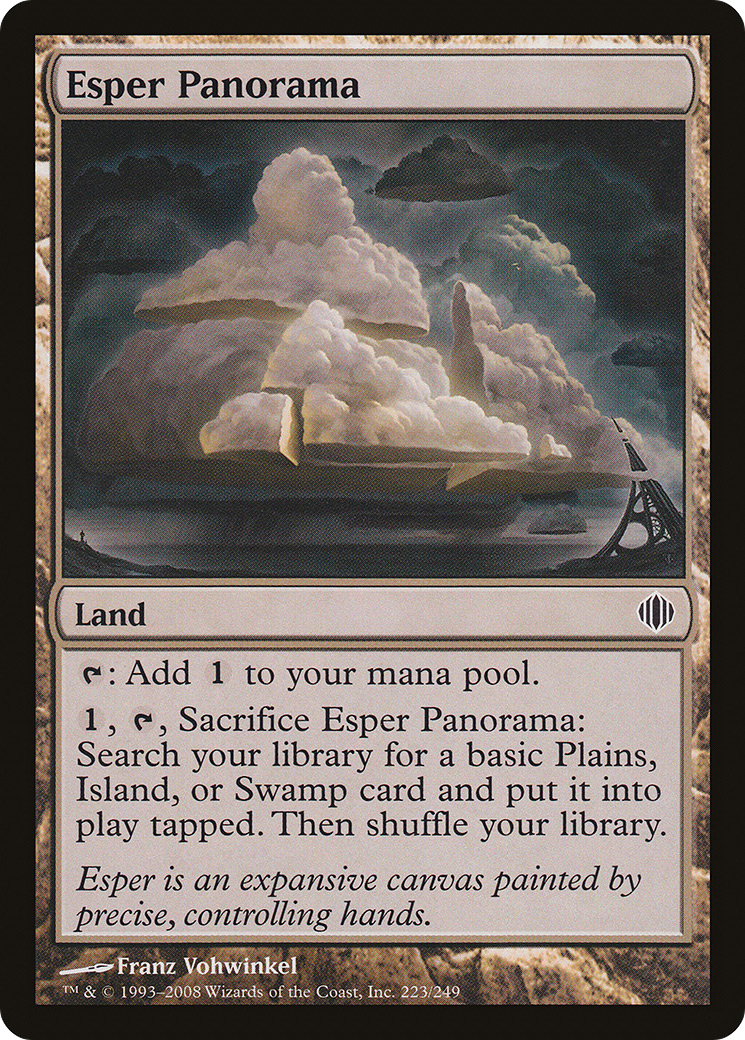 Esper Panorama
Land
: Add 1 to your mana pool.
1, , Sacrifice Esper Panorama:
Search your library for a basic Plains,
Island, or Swamp card and put it into
play tapped. Then shuffle your library.
Esper is an expansive canvas painted by
precise, controlling hands.
Franz Vohwinkel
™ & © 1993–2008 Wizards of the Coast, Inc. 223/249